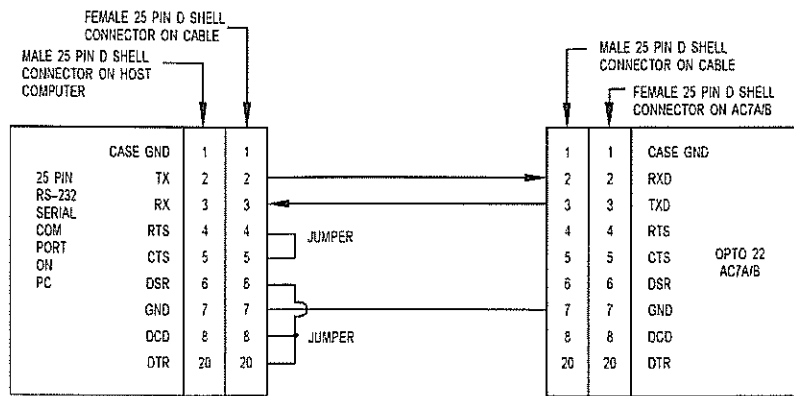 FEMALE 25 PIN D SHELL
CONNECTOR ON CABLE
MALE 25 PIN D SHELL
CONNECTOR ON HOST
COMPUTER
MALE 25 PIN D SHELL
CONNECTOR ON CABLE
FEMALE 25 PIN D SHELL
CONNECTOR ON AC7A/B
25 PIN
RS-232
SERIAL
COM
PORT
ON
PC
CASE GND 1 1
TX 2 2
RX 3 3
RTS 4 4
CTS 5 5
DSR 6 6
GND 7 7
DCD 8 8
DTR 20 20
JUMPER
JUMPER
1 1 CASE GND
2 2 RXD
3 3 TXD
4 4 RTS
5 5 CTS
6 6 DSR
7 7 GND
8 8 DCD
20 20 DTR
OPTO 22
AC7A/B